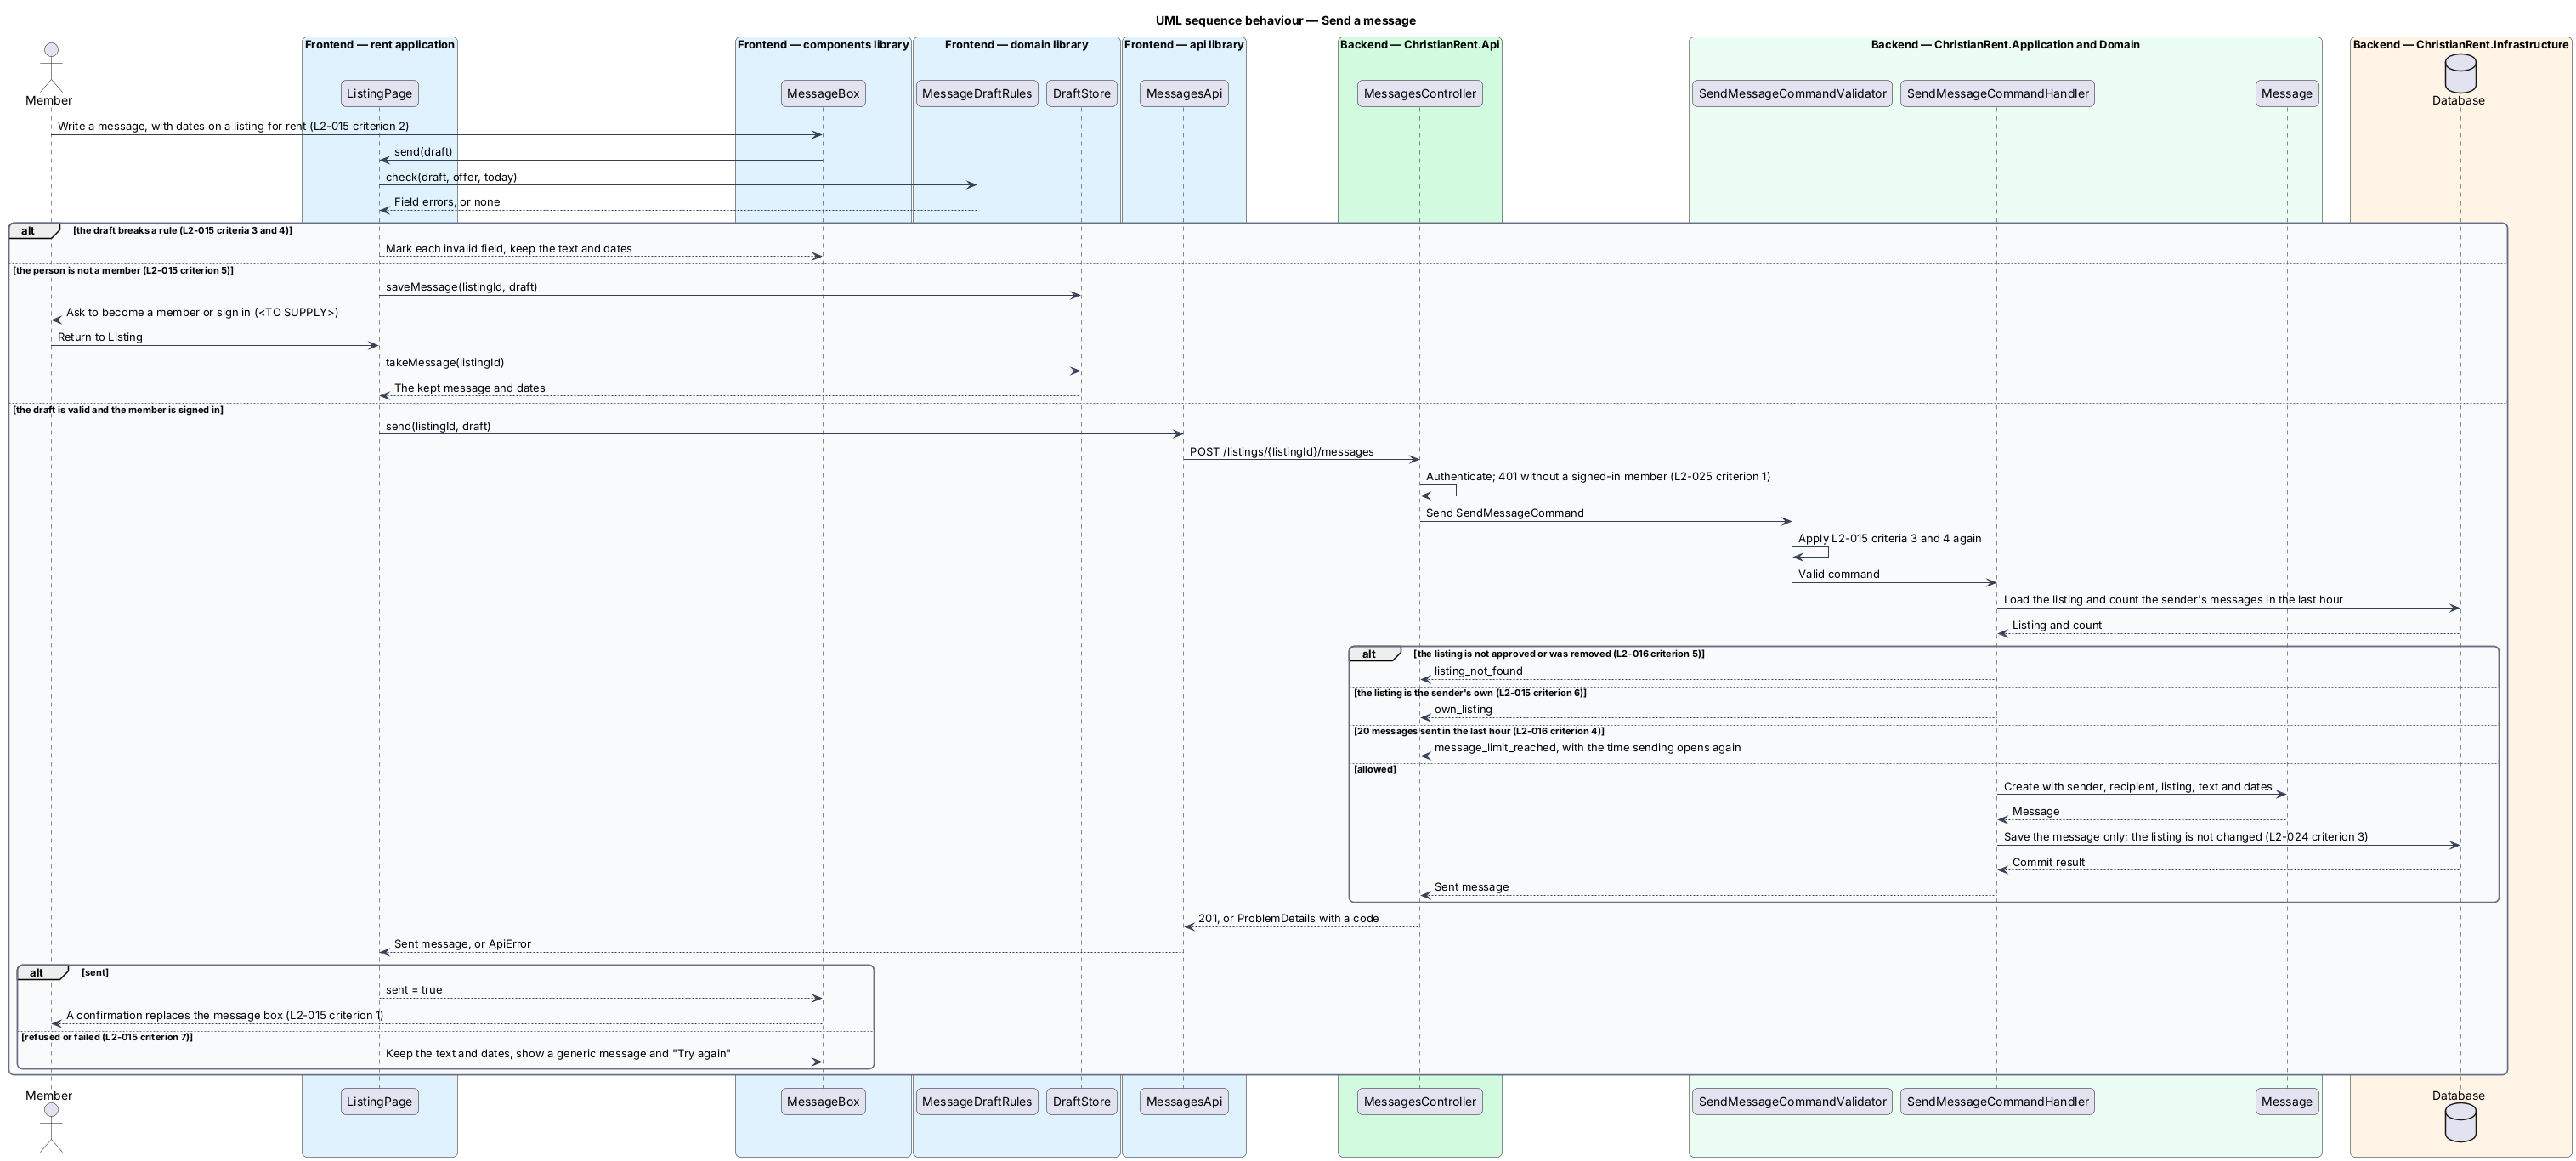 UML sequence behaviour — Send a message
Frontend — rent application
Frontend — components library
Frontend — domain library
Frontend — api library
Backend — ChristianRent.Api
Backend — ChristianRent.Application and Domain
Backend — ChristianRent.Infrastructure
Member
ListingPage
MessageBox
MessageDraftRules
DraftStore
MessagesApi
MessagesController
SendMessageCommandValidator
SendMessageCommandHandler
Message
Database
Write a message, with dates on a listing for rent (L2-015 criterion 2)
send(draft)
check(draft, offer, today)
Field errors, or none
alt [the draft breaks a rule (L2-015 criteria 3 and 4)]
Mark each invalid field, keep the text and dates
[the person is not a member (L2-015 criterion 5)]
saveMessage(listingId, draft)
Ask to become a member or sign in (<TO SUPPLY>)
Return to Listing
takeMessage(listingId)
The kept message and dates
[the draft is valid and the member is signed in]
send(listingId, draft)
POST /listings/{listingId}/messages
Authenticate; 401 without a signed-in member (L2-025 criterion 1)
Send SendMessageCommand
Apply L2-015 criteria 3 and 4 again
Valid command
Load the listing and count the sender's messages in the last hour
Listing and count
alt [the listing is not approved or was removed (L2-016 criterion 5)]
listing_not_found
[the listing is the sender's own (L2-015 criterion 6)]
own_listing
[20 messages sent in the last hour (L2-016 criterion 4)]
message_limit_reached, with the time sending opens again
[allowed]
Create with sender, recipient, listing, text and dates
Message
Save the message only; the listing is not changed (L2-024 criterion 3)
Commit result
Sent message
201, or ProblemDetails with a code
Sent message, or ApiError
alt [sent]
sent = true
A confirmation replaces the message box (L2-015 criterion 1)
[refused or failed (L2-015 criterion 7)]
Keep the text and dates, show a generic message and "Try again"
Member
ListingPage
MessageBox
MessageDraftRules
DraftStore
MessagesApi
MessagesController
SendMessageCommandValidator
SendMessageCommandHandler
Message
Database